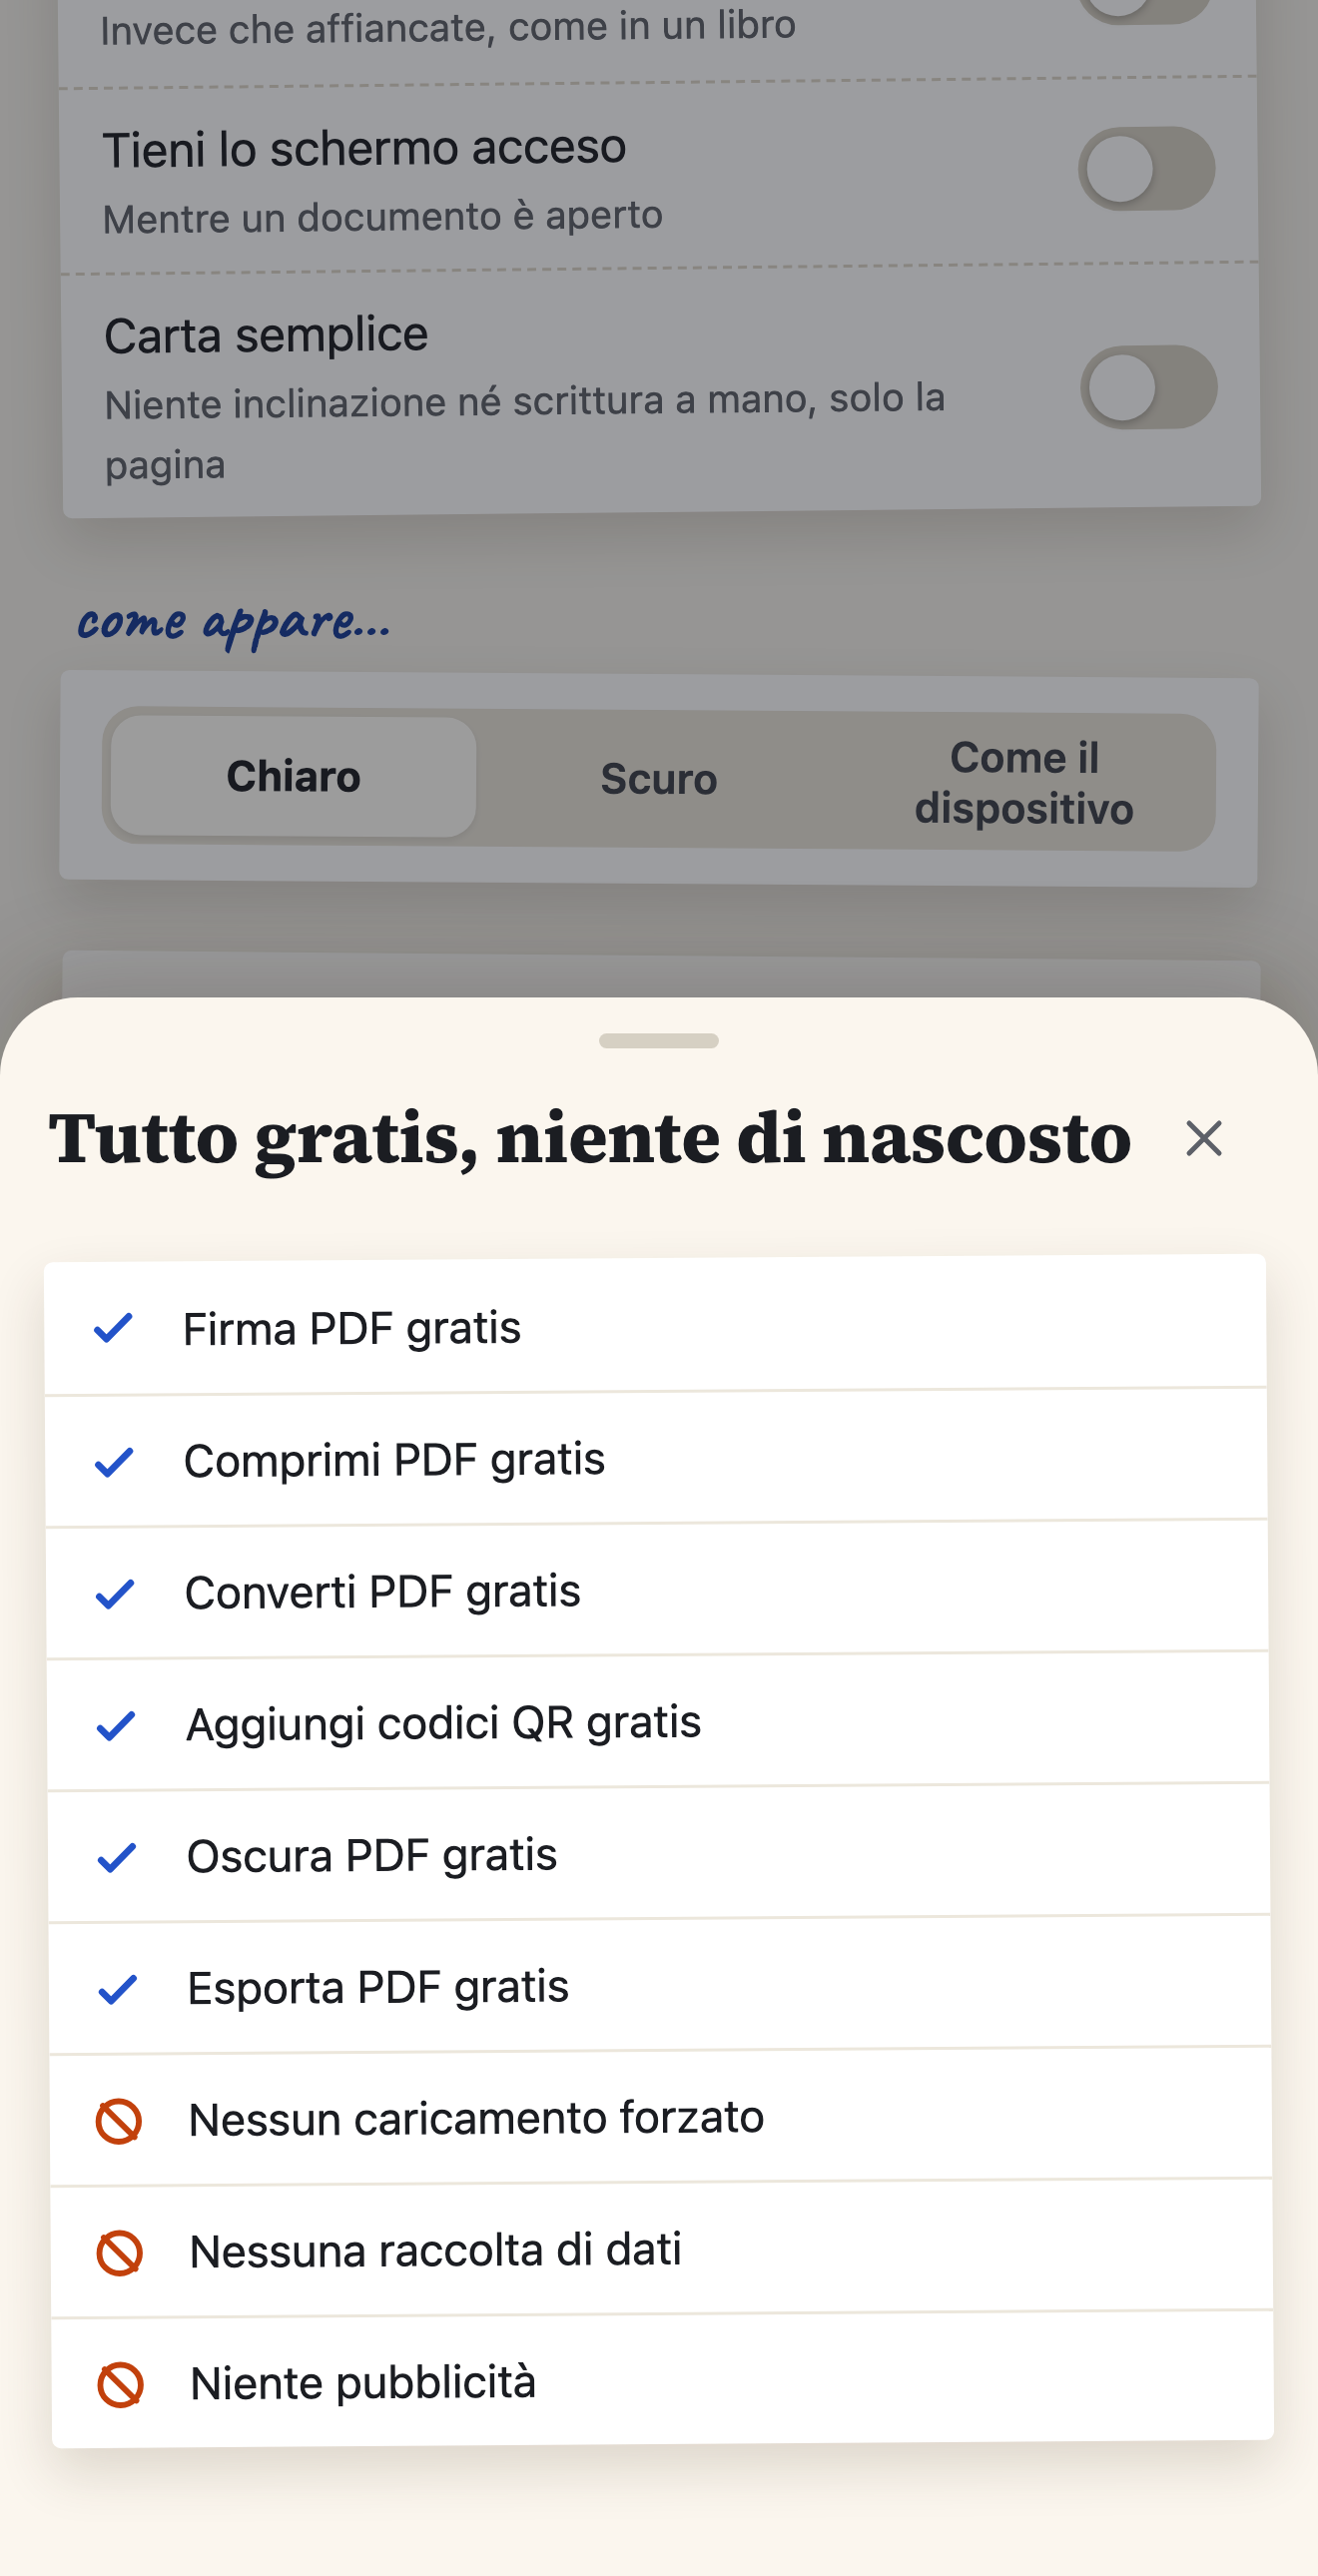 Invece che affiancate, come in un libro
Tieni lo schermo acceso
Mentre un documento è aperto
Carta semplice
Niente inclinazione né scrittura a mano, solo la
pagina
come appare...
Chiaro
Scuro
Come il
dispositivo
Tutto gratis, niente di nascosto
Firma PDF gratis
Comprimi PDF gratis
Converti PDF gratis
Aggiungi codici QR gratis
Oscura PDF gratis
Esporta PDF gratis
Nessun caricamento forzato
Nessuna raccolta di dati
Niente pubblicità